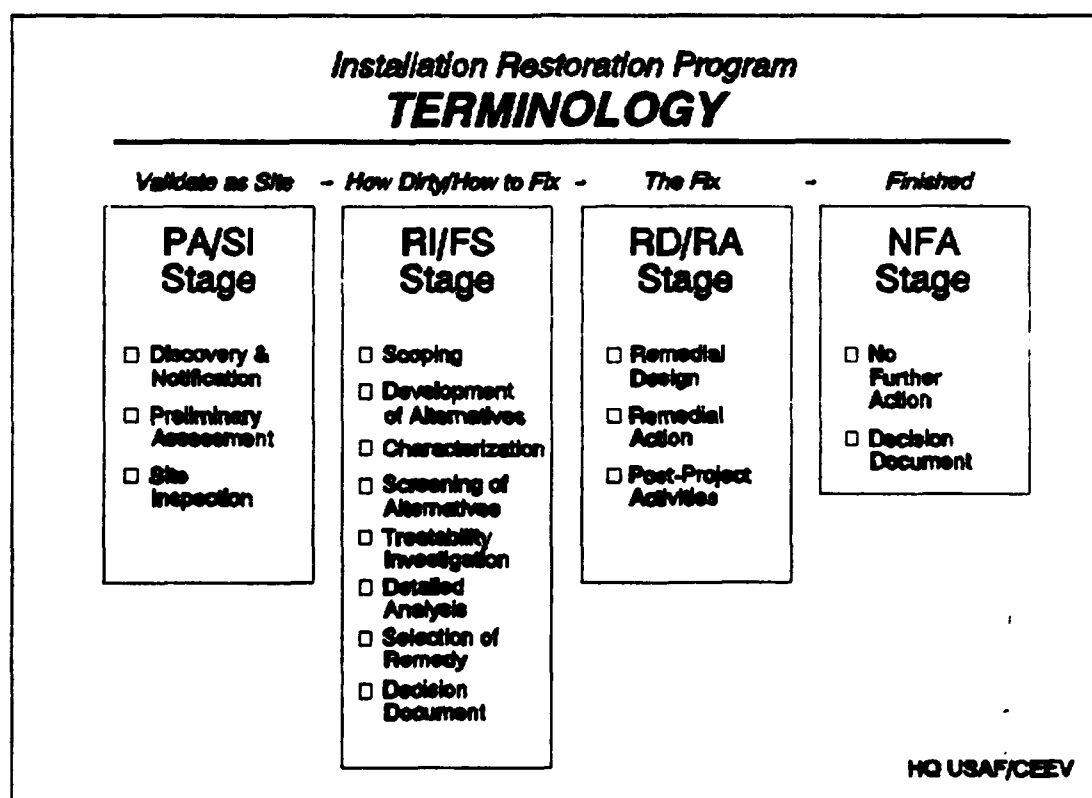 Installation Restoration Program
TERMINOLOGY
Validate as Site - How Dirty/How to Fix - The Fix - Finished
PA/SI
Stage
□ Discovery &
Notification
□ Preliminary
Assessment
□ Site
Inspection
RI/FS
Stage
□ Scoping
□ Development
of Alternatives
□ Characterization
□ Screening of
Alternatives
□ Treatability
Investigation
□ Detailed
Analysis
□ Selection of
Remedy
□ Decision
Document
RD/RA
Stage
□ Remedial
Design
□ Remedial
Action
□ Post-Project
Activities
NFA
Stage
□ No
Further
Action
□ Decision
Document
HQ USAF/CEEV